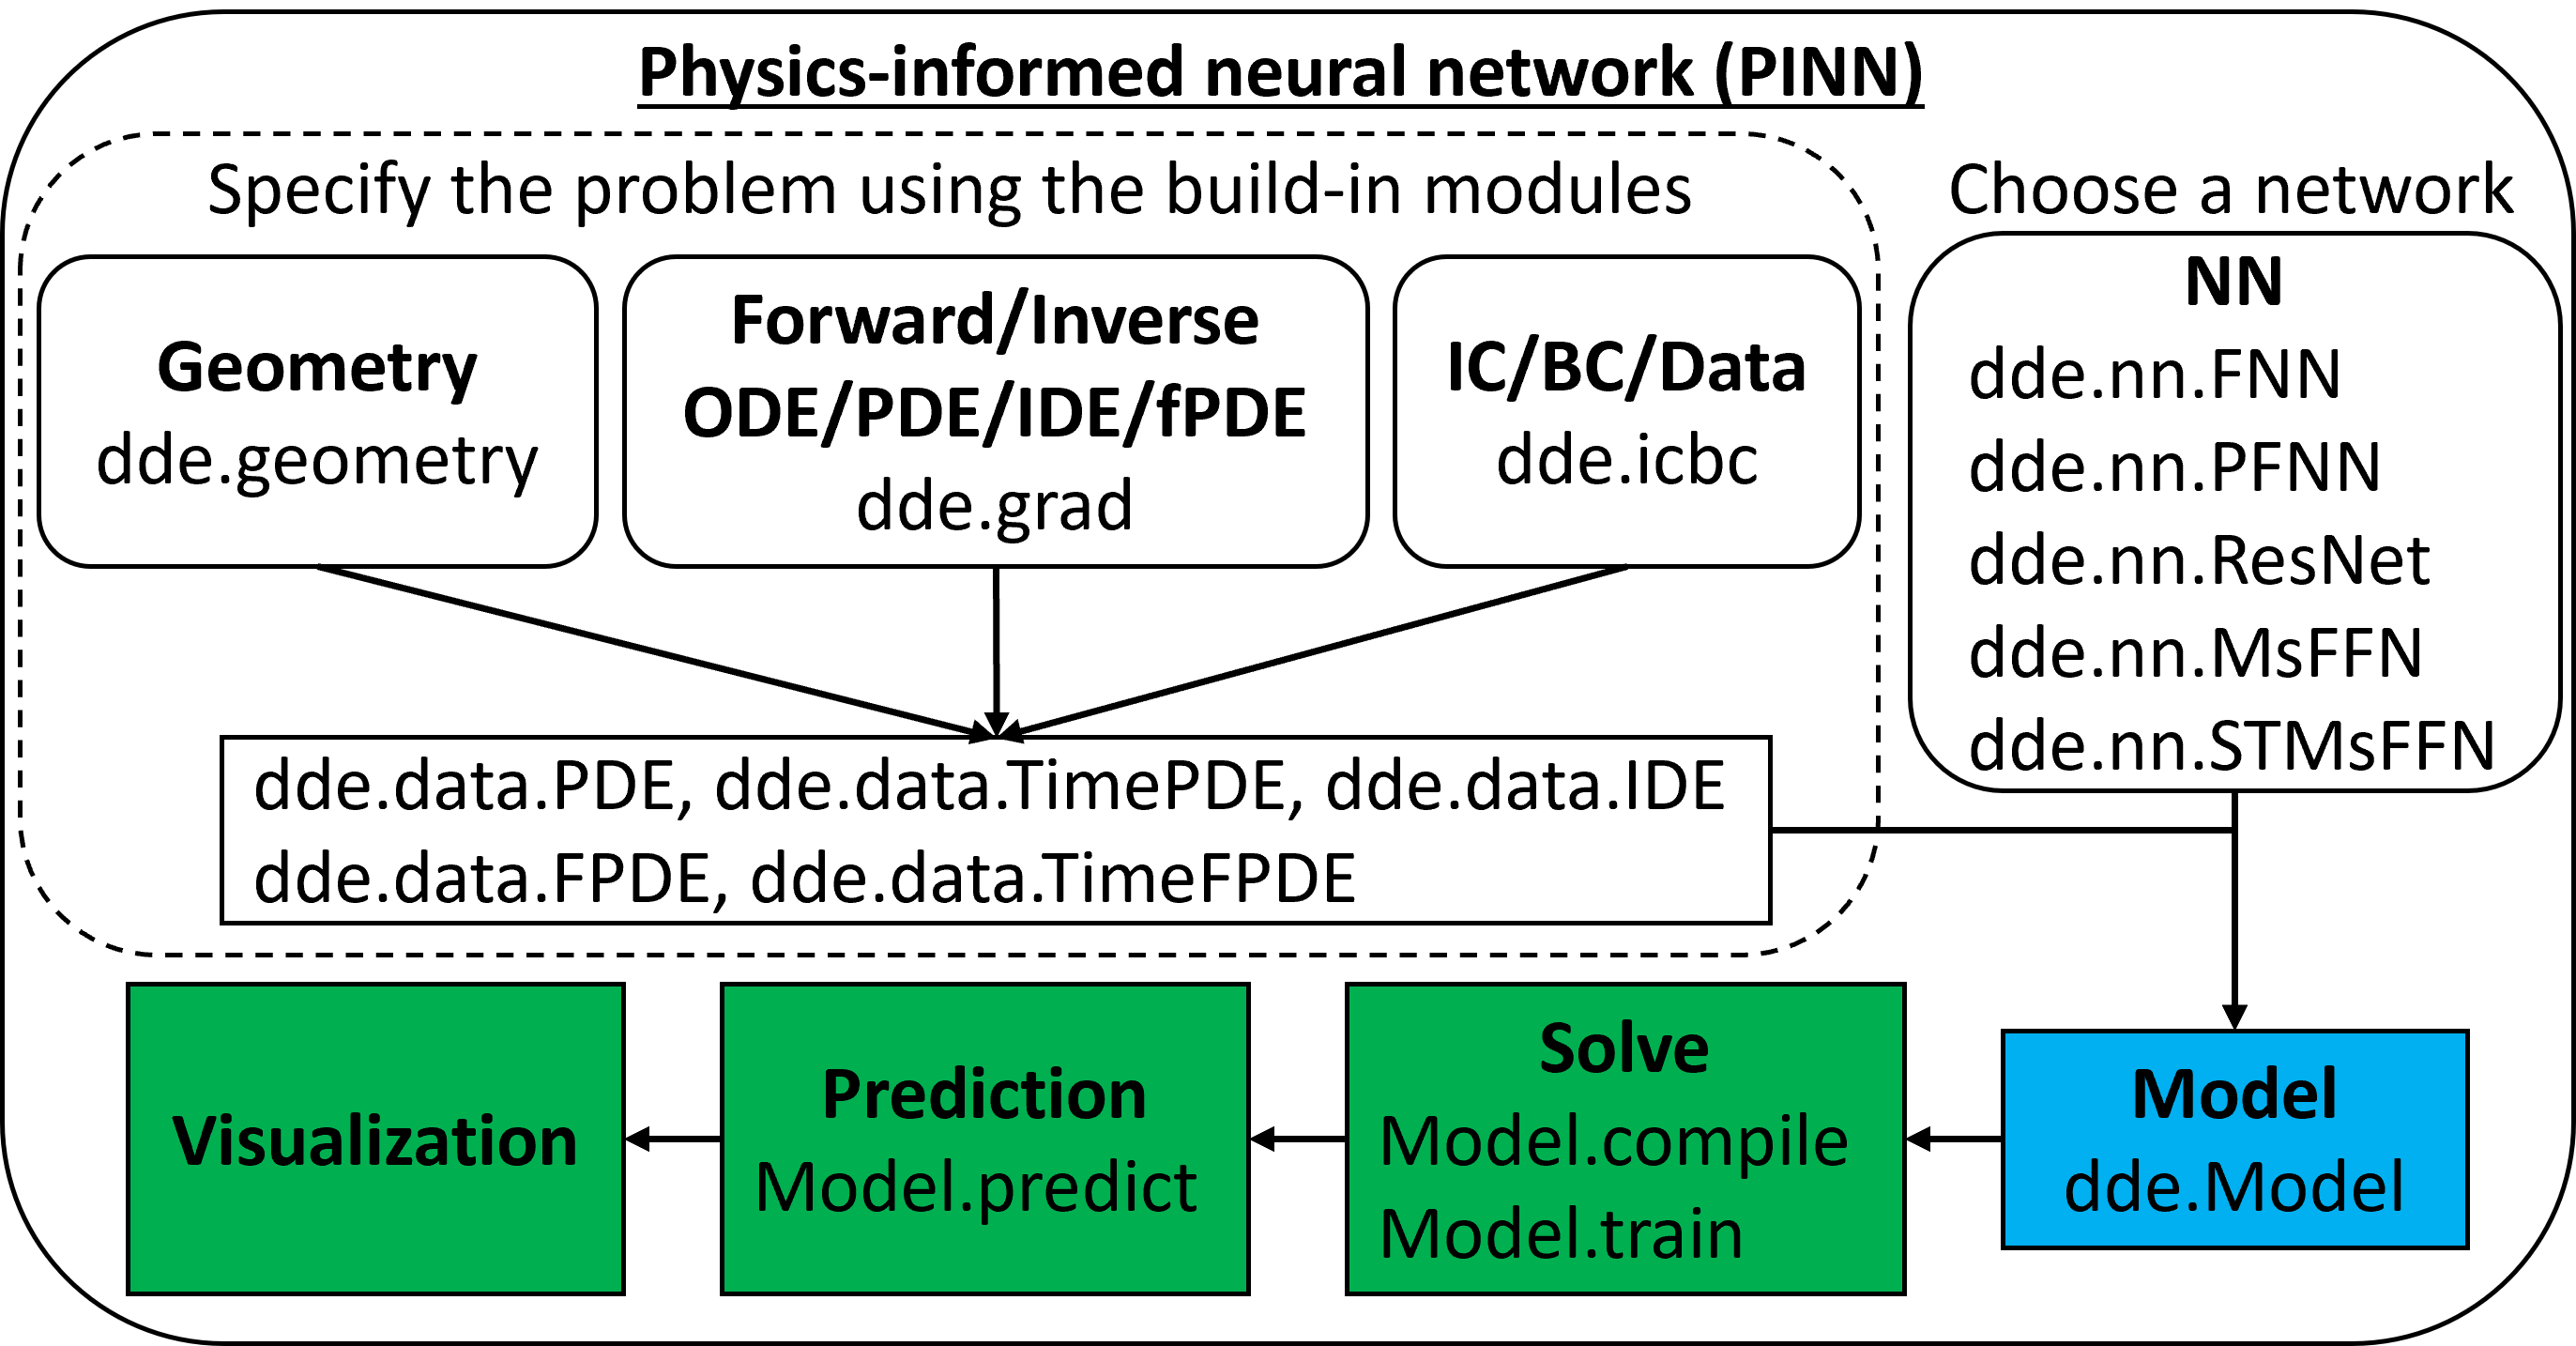 Physics-informed neural network (PINN)
Specify the problem using the build-in modules
Geometry
dde.geometry
Forward/Inverse
ODE/PDE/IDE/fPDE
dde.grad
IC/BC/Data
dde.icbc
dde.data.PDE, dde.data.TimePDE, dde.data.IDE
dde.data.FPDE, dde.data.TimeFPDE
Choose a network
NN
dde.nn.FNN
dde.nn.PFNN
dde.nn.ResNet
dde.nn.MsFFN
dde.nn.STMsFFN
Model
dde.Model
Solve
Model.compile
Model.train
Prediction
Model.predict
Visualization